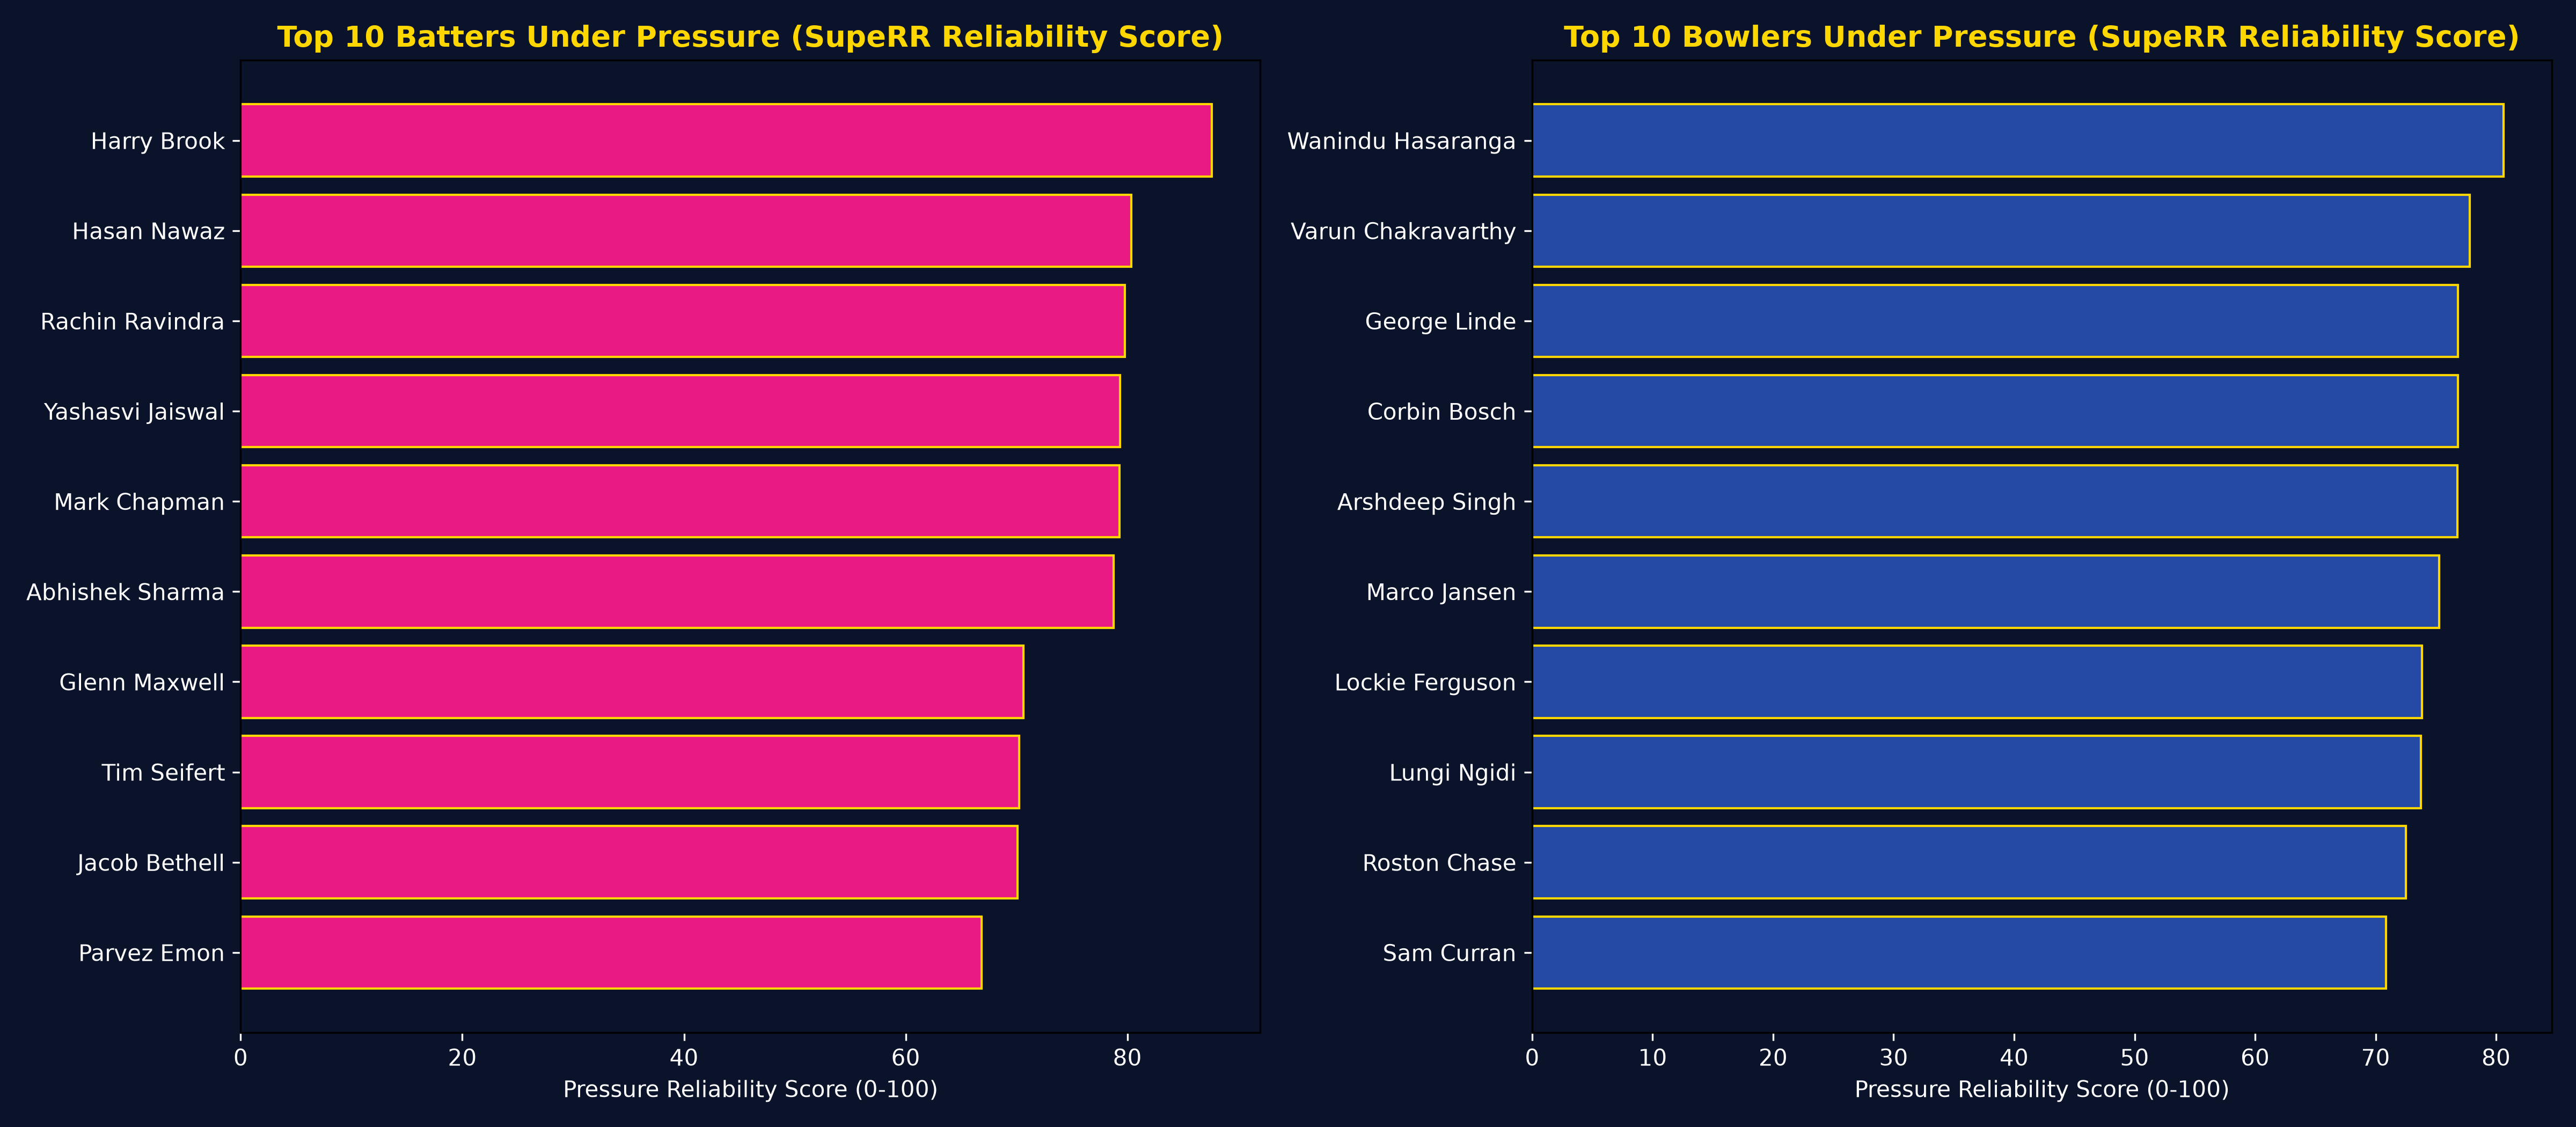 Top 10 Batters Under Pressure (SupeRR Reliability Score)
Harry Brook
Hasan Nawaz
Rachin Ravindra
Yashasvi Jaiswal
Mark Chapman
Abhishek Sharma
Glenn Maxwell
Tim Seifert
Jacob Bethell
Parvez Emon
0 20 40 60 80
Pressure Reliability Score (0-100)
Top 10 Bowlers Under Pressure (SupeRR Reliability Score)
Wanindu Hasaranga
Varun Chakravarthy
George Linde
Corbin Bosch
Arshdeep Singh
Marco Jansen
Lockie Ferguson
Lungi Ngidi
Roston Chase
Sam Curran
0 10 20 30 40 50 60 70 80
Pressure Reliability Score (0-100)